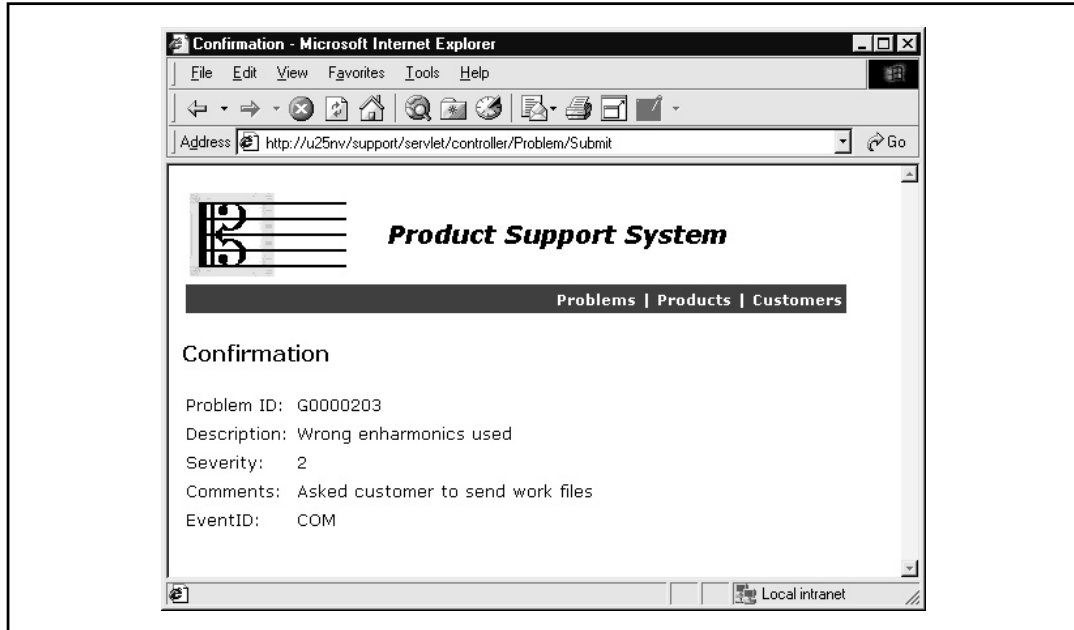 Confirmation - Microsoft Internet Explorer
File Edit View Favorites Tools Help
Address http://u25nv/support/servlet/controller/Problem/Submit Go
Product Support System
Problems | Products | Customers
Confirmation
Problem ID: G0000203
Description: Wrong enharmonics used
Severity: 2
Comments: Asked customer to send work files
EventID: COM
Local intranet